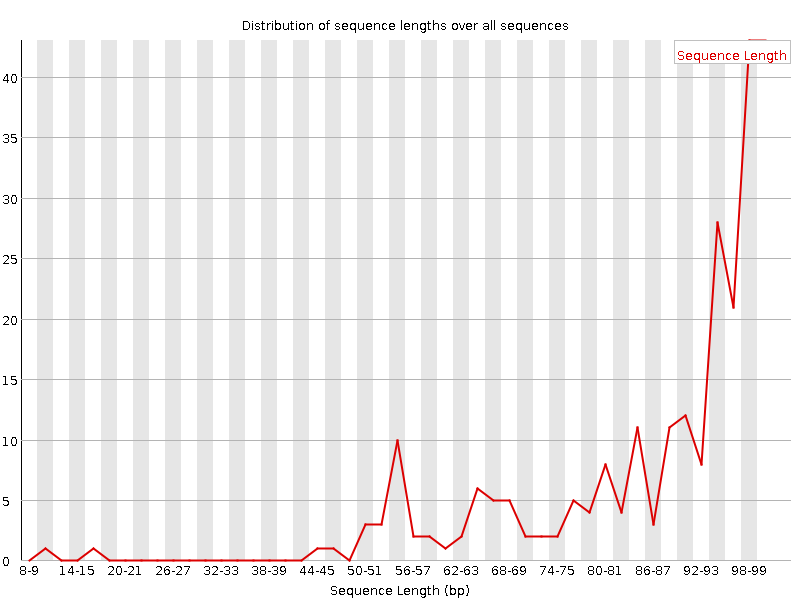 Distribution of sequence lengths over all sequences
Sequence Length
40
35
30
25
20
15
10
5
0
8-9 14-15 20-21 26-27 32-33 38-39 44-45 50-51 56-57 62-63 68-69 74-75 80-81 86-87 92-93 98-99
Sequence Length (bp)